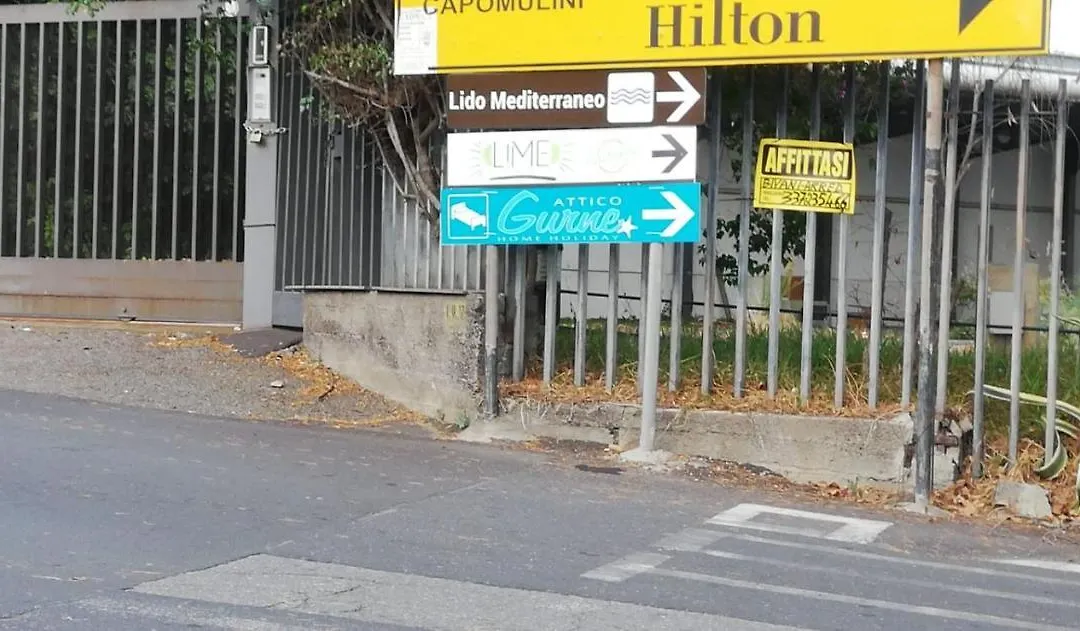 CAPOMULINI
Hilton
Lido Mediterraneo
LIME
ATTICO
Gurne
HOME HOLIDAY
AFFITTASI